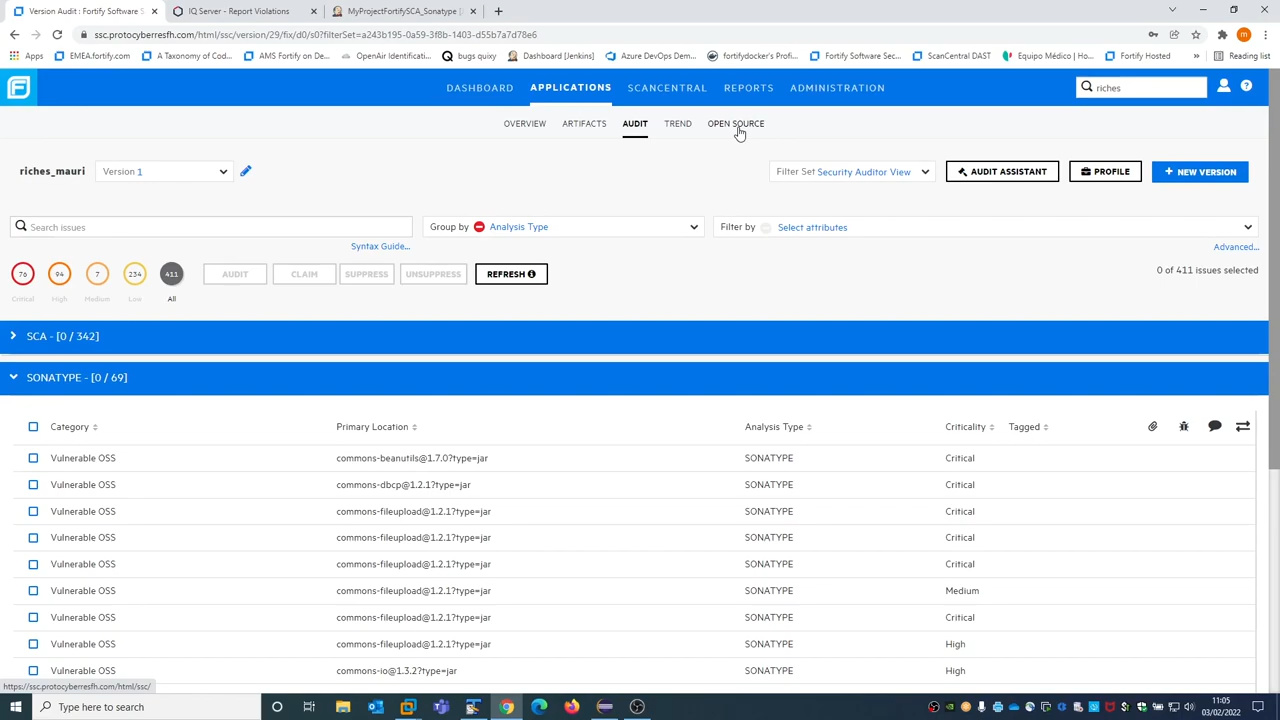 Version Audit : Fortify Software S
IQ Server - Report Violations
MyProjectFortifySCA_Sonatype [
ssc.protocyberresfh.com/html/ssc/version/29/fix/d0/s0?filterSet=a243b195-0a59-3f8b-1403-d55b7a7d78e6
Apps
EMEA.fortify.com
A Taxonomy of Cod...
AMS Fortify on Dem...
OpenAir Identificati...
bugs quixy
Dashboard [Jenkins]
Azure DevOps Dem...
fortifydocker's Profi...
Fortify Software Sec...
ScanCentral DAST
Equipo Médico | Ho...
Fortify Hosted
»
Reading list
DASHBOARD APPLICATIONS SCANCENTRAL REPORTS ADMINISTRATION
riches
OVERVIEW ARTIFACTS AUDIT TREND OPEN SOURCE
riches_mauri
Version 1
Filter Set Security Auditor View
AUDIT ASSISTANT
PROFILE
+ NEW VERSION
Search issues
Group by Analysis Type
Filter by Select attributes
Syntax Guide...
Advanced...
76 94 7 234 411
Critical High Medium Low All
AUDIT CLAIM SUPPRESS UNSUPPRESS REFRESH
0 of 411 issues selected
SCA - [0 / 342]
SONATYPE - [0 / 69]
Category Primary Location Analysis Type Criticality Tagged
Vulnerable OSS commons-beanutils@1.7.0?type=jar SONATYPE Critical
Vulnerable OSS commons-dbcp@1.2.1?type=jar SONATYPE Critical
Vulnerable OSS commons-fileupload@1.2.1?type=jar SONATYPE Critical
Vulnerable OSS commons-fileupload@1.2.1?type=jar SONATYPE Critical
Vulnerable OSS commons-fileupload@1.2.1?type=jar SONATYPE Critical
Vulnerable OSS commons-fileupload@1.2.1?type=jar SONATYPE Medium
Vulnerable OSS commons-fileupload@1.2.1?type=jar SONATYPE Critical
Vulnerable OSS commons-fileupload@1.2.1?type=jar SONATYPE High
Vulnerable OSS commons-io@1.3.2?type=jar SONATYPE High
https://ssc.protocyberresfh.com/html/ssc/
Type here to search
11:05
03/02/2022